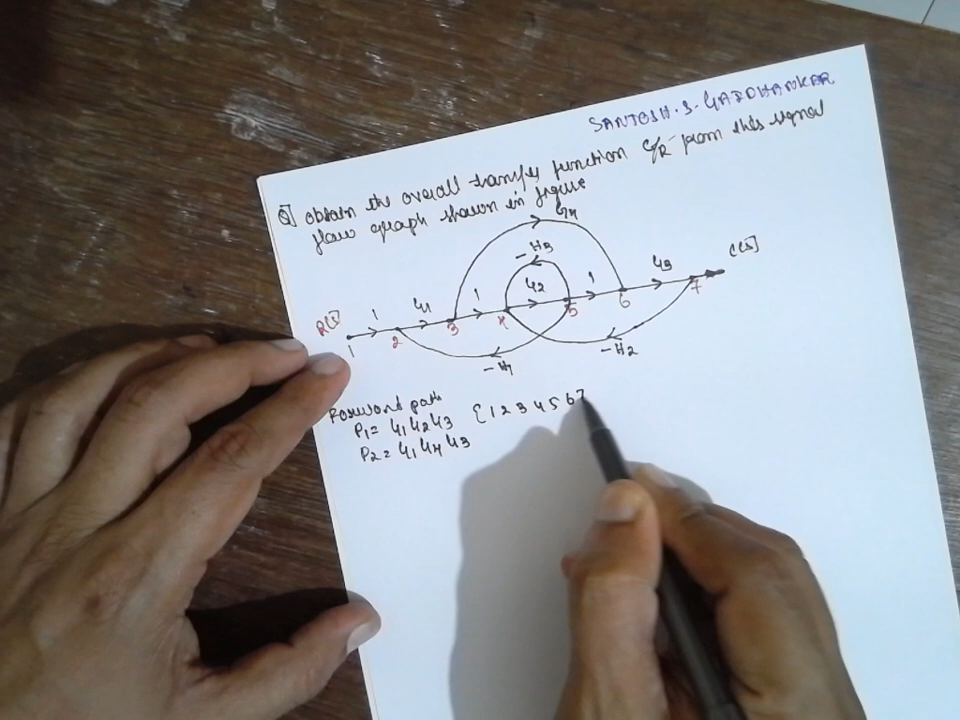 SANTOSH.S.GAIDHANKAR
Q] obtain the overall transfer function C/R from this signal
flow graph shown in figure
G4
-H3
C(s)
R(s) 1 G1 1 G2 1 G3
1 2 3 4 5 6 7
-H1 -H2
Forward path
P1 = G1G2G3 {1 2 3 4 5 6 7
P2 = G1G4G3